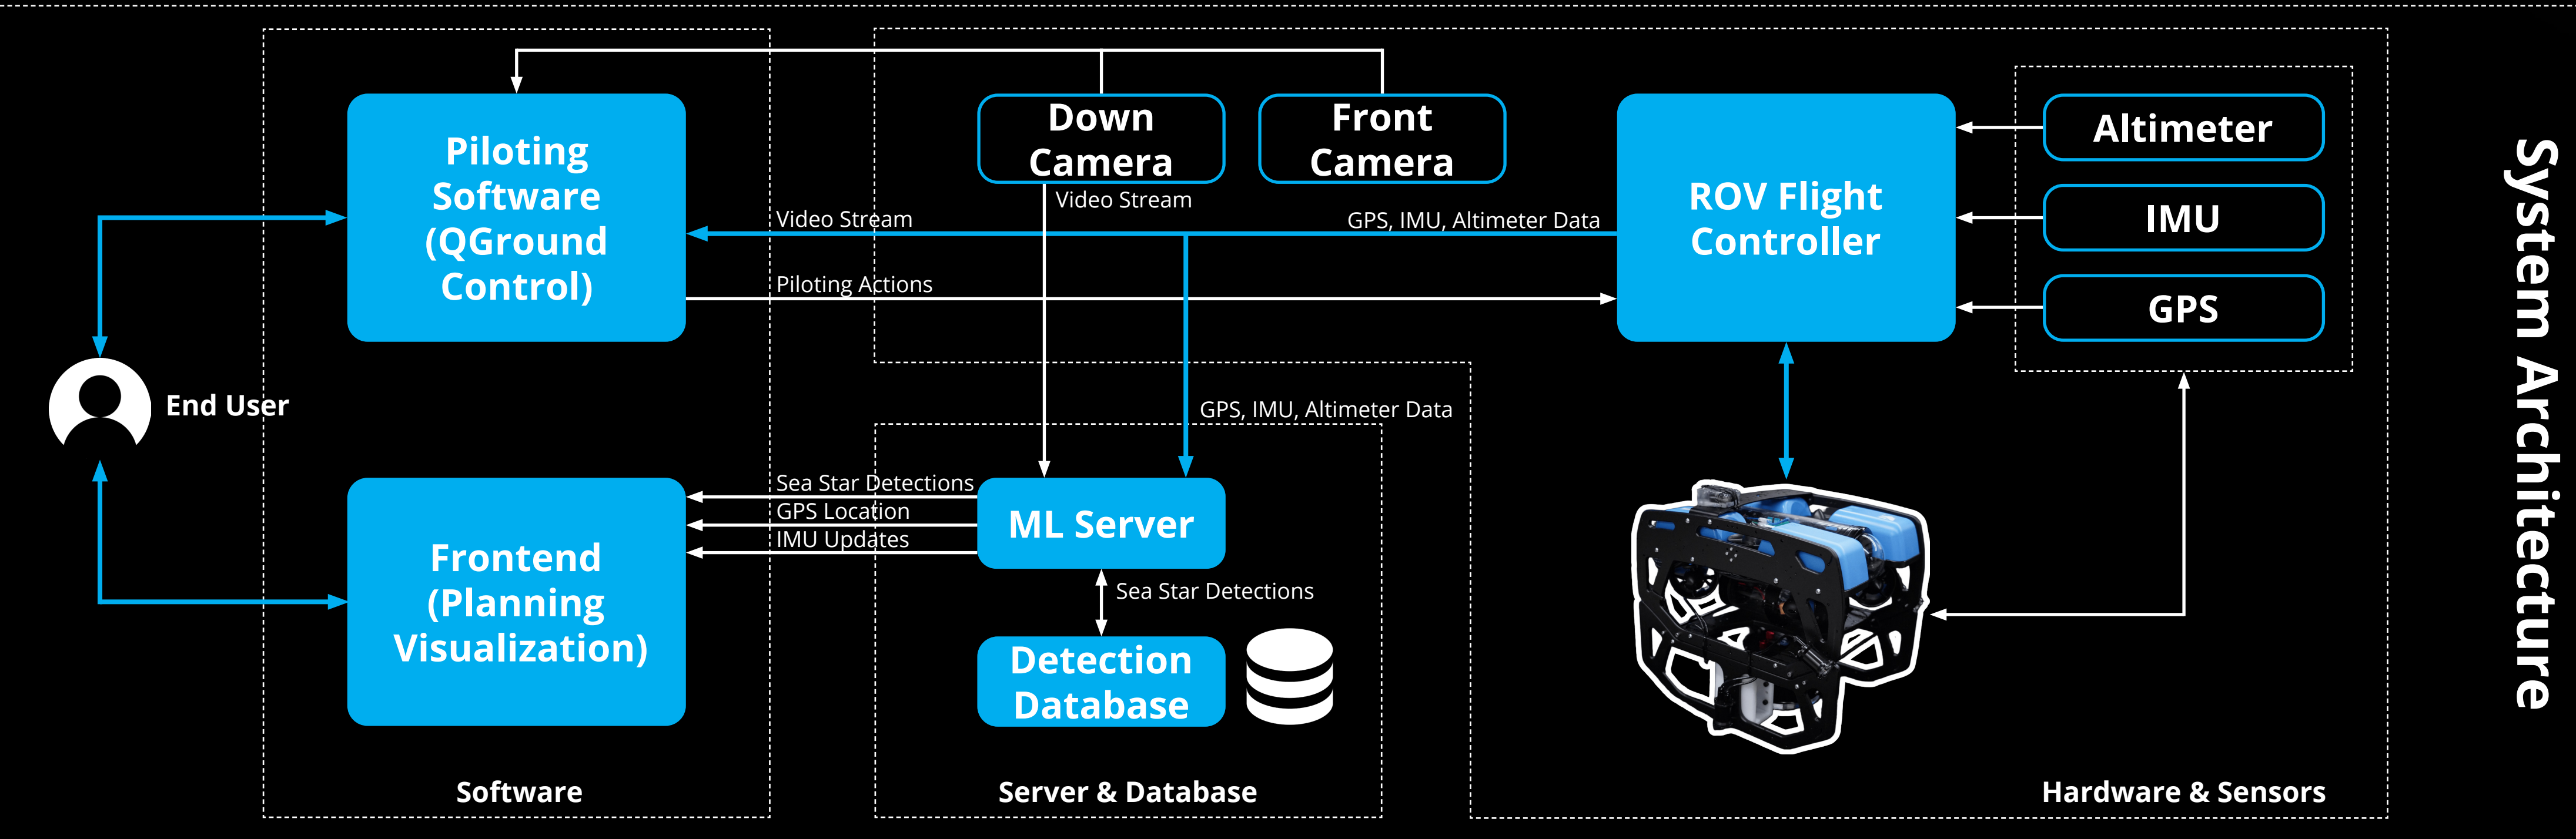 System Architecture
Piloting
Software
(QGround
Control)
Down
Camera
Front
Camera
ROV Flight
Controller
Altimeter
IMU
GPS
Video Stream
Video Stream
GPS, IMU, Altimeter Data
Piloting Actions
End User
GPS, IMU, Altimeter Data
Sea Star Detections
GPS Location
IMU Updates
ML Server
Frontend
(Planning
Visualization)
Sea Star Detections
Detection
Database
Software
Server & Database
Hardware & Sensors